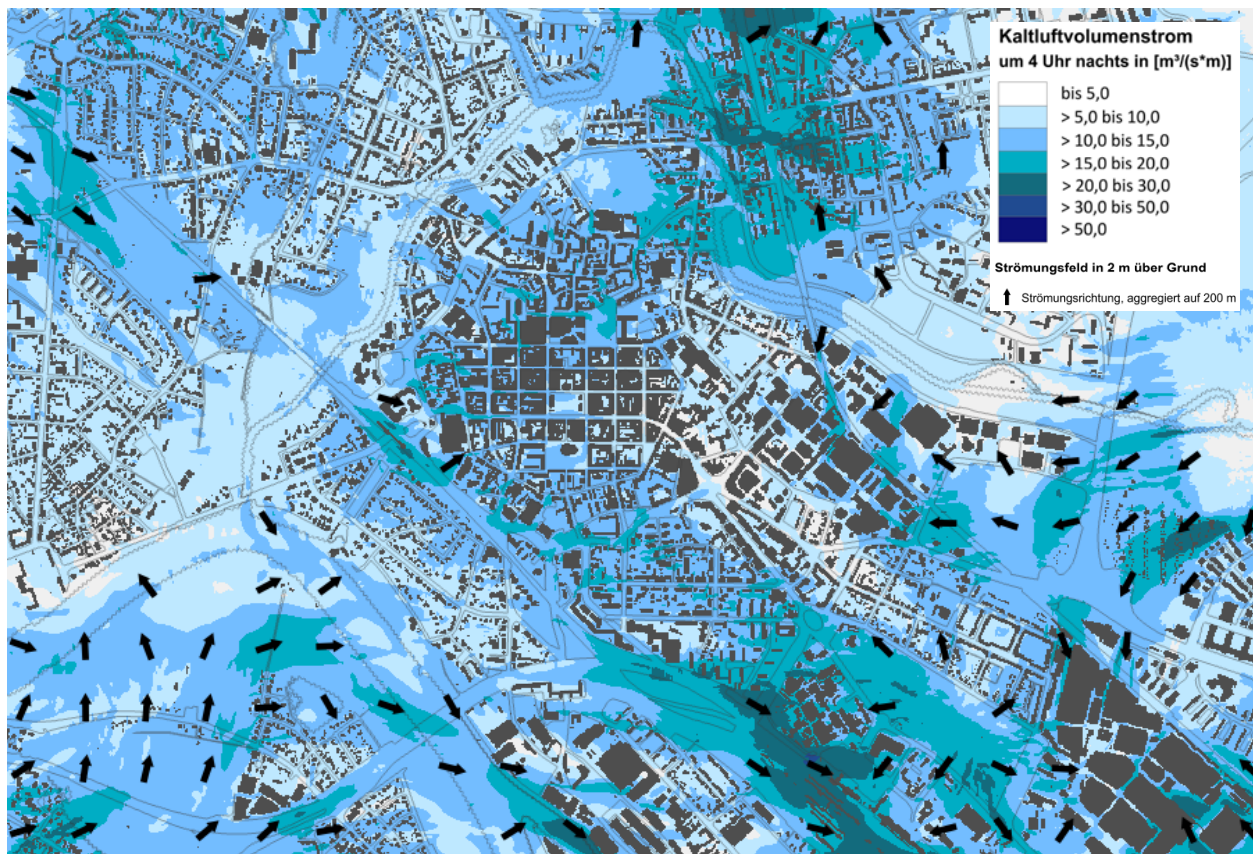 Kaltluftvolumenstrom
um 4 Uhr nachts in [m³/(s*m)]
bis 5,0
> 5,0 bis 10,0
> 10,0 bis 15,0
> 15,0 bis 20,0
> 20,0 bis 30,0
> 30,0 bis 50,0
> 50,0
Strömungsfeld in 2 m über Grund
Strömungsrichtung, aggregiert auf 200 m